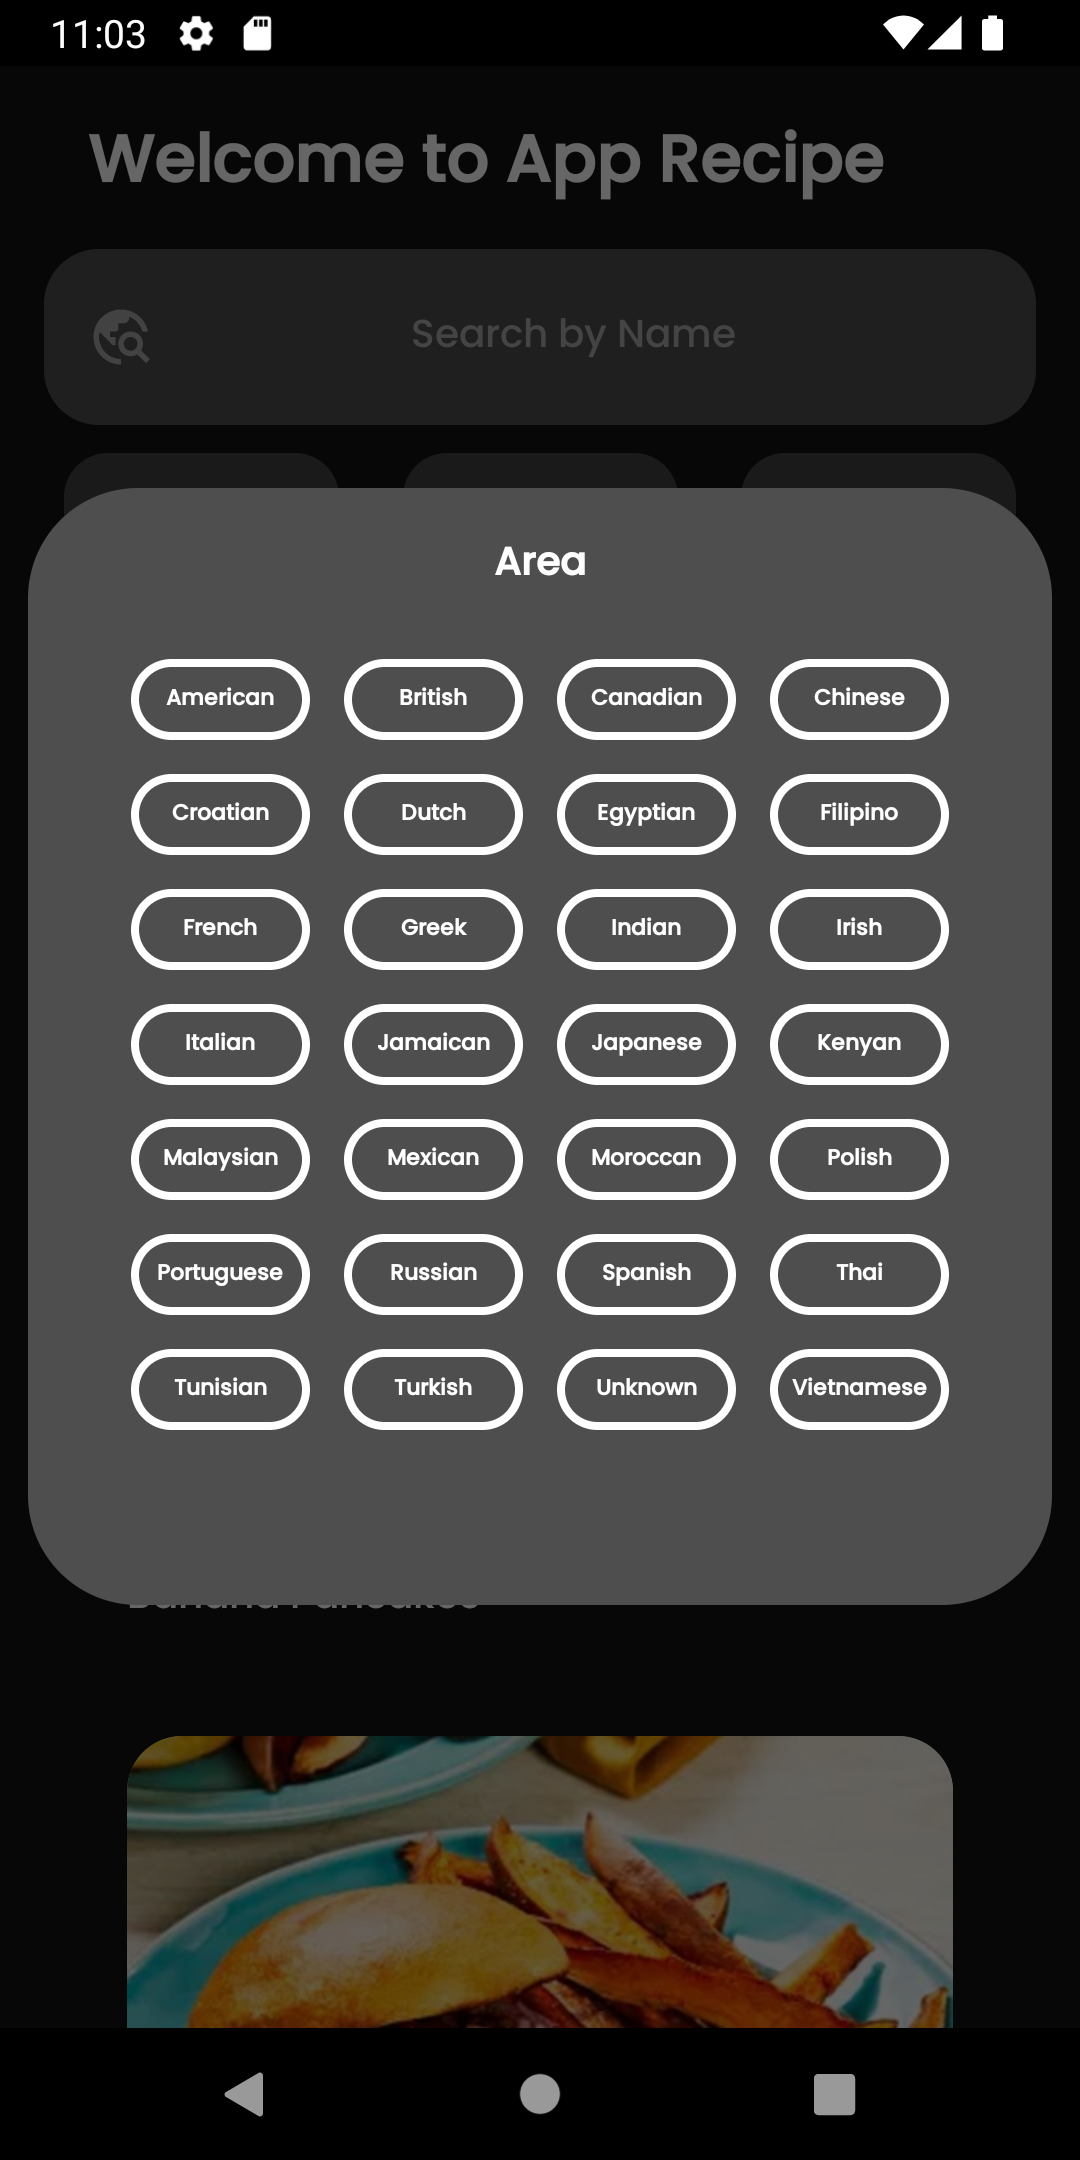 11:03
Welcome to App Recipe
Search by Name
Area
American British Canadian Chinese
Croatian Dutch Egyptian Filipino
French Greek Indian Irish
Italian Jamaican Japanese Kenyan
Malaysian Mexican Moroccan Polish
Portuguese Russian Spanish Thai
Tunisian Turkish Unknown Vietnamese
Banana Pancakes